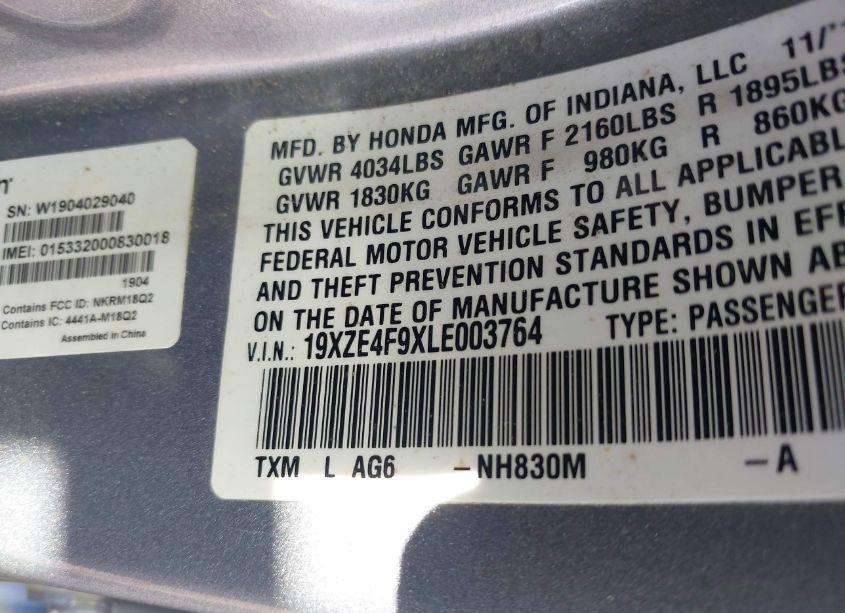 SN: W1904029040
IMEI: 015332000830018
1904
Contains FCC ID: NKRM18Q2
Contains IC: 4441A-M18Q2
Assembled in China
MFD. BY HONDA MFG. OF INDIANA, LLC 11/
GVWR 4034LBS GAWR F 2160LBS R 1895LBS
GVWR 1830KG GAWR F 980KG R 860KG
THIS VEHICLE CONFORMS TO ALL APPLICABLE
FEDERAL MOTOR VEHICLE SAFETY, BUMPER
AND THEFT PREVENTION STANDARDS IN EFF
ON THE DATE OF MANUFACTURE SHOWN AB
V.I.N.: 19XZE4F9XLE003764 TYPE: PASSENGER
TXM L AG6 -NH830M -A